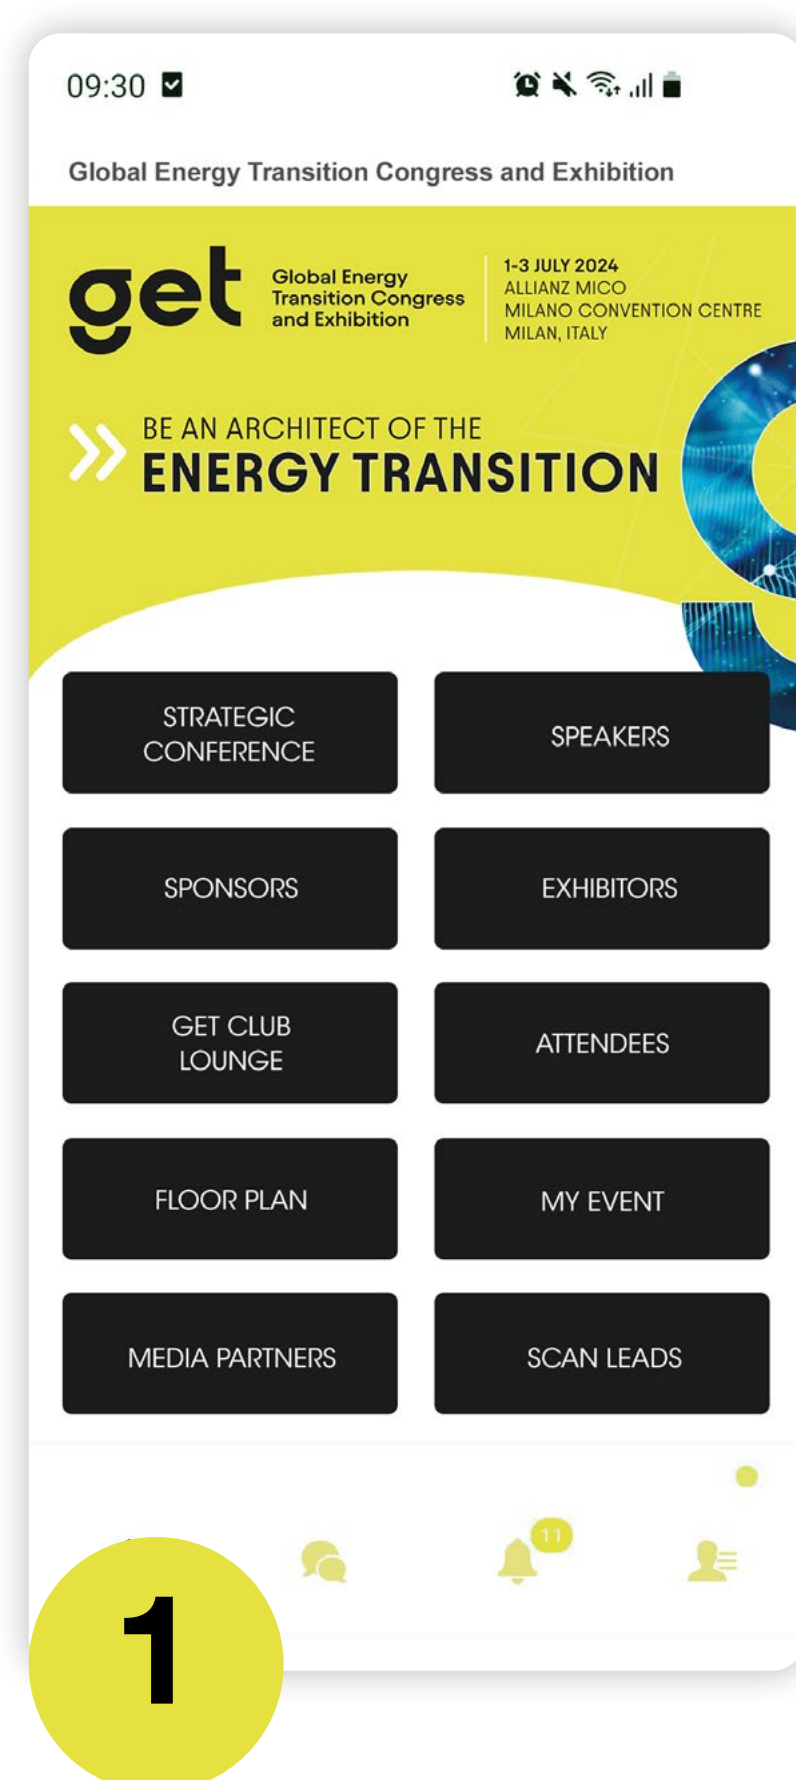 09:30
Global Energy Transition Congress and Exhibition
get
Global Energy
Transition Congress
and Exhibition
1-3 JULY 2024
ALLIANZ MICO
MILANO CONVENTION CENTRE
MILAN, ITALY
BE AN ARCHITECT OF THE
ENERGY TRANSITION
STRATEGIC
CONFERENCE
SPEAKERS
SPONSORS
EXHIBITORS
GET CLUB
LOUNGE
ATTENDEES
FLOOR PLAN
MY EVENT
MEDIA PARTNERS
SCAN LEADS
11
1